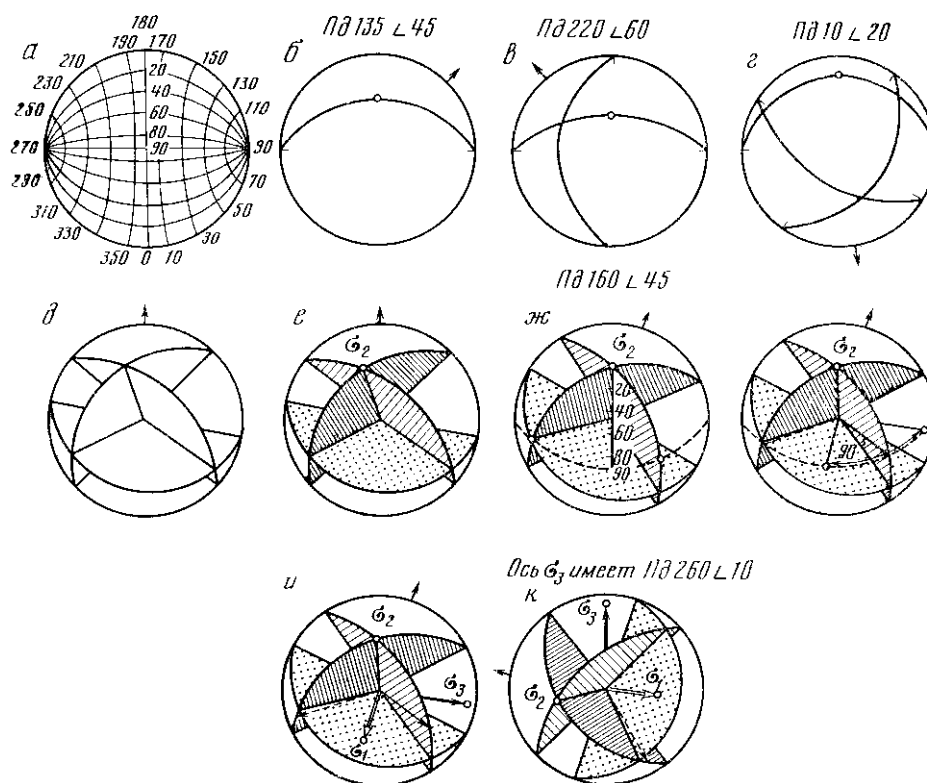 а
180
190 170
210 150
230 130
250 110
270 90
290 70
310 50
330 30
350 0 10
20
40
60
80
90
б
Пд 135 ∟ 45
в
Пд 220 ∟ 60
г
Пд 10 ∟ 20
д
е
σ2
ж
Пд 160 ∟ 45
σ2
20
40
60
80
90
σ2
90
и
σ2
σ3
σ1
Ось σ3 имеет Пд 260 ∟ 10
к
σ3
σ2
σ1